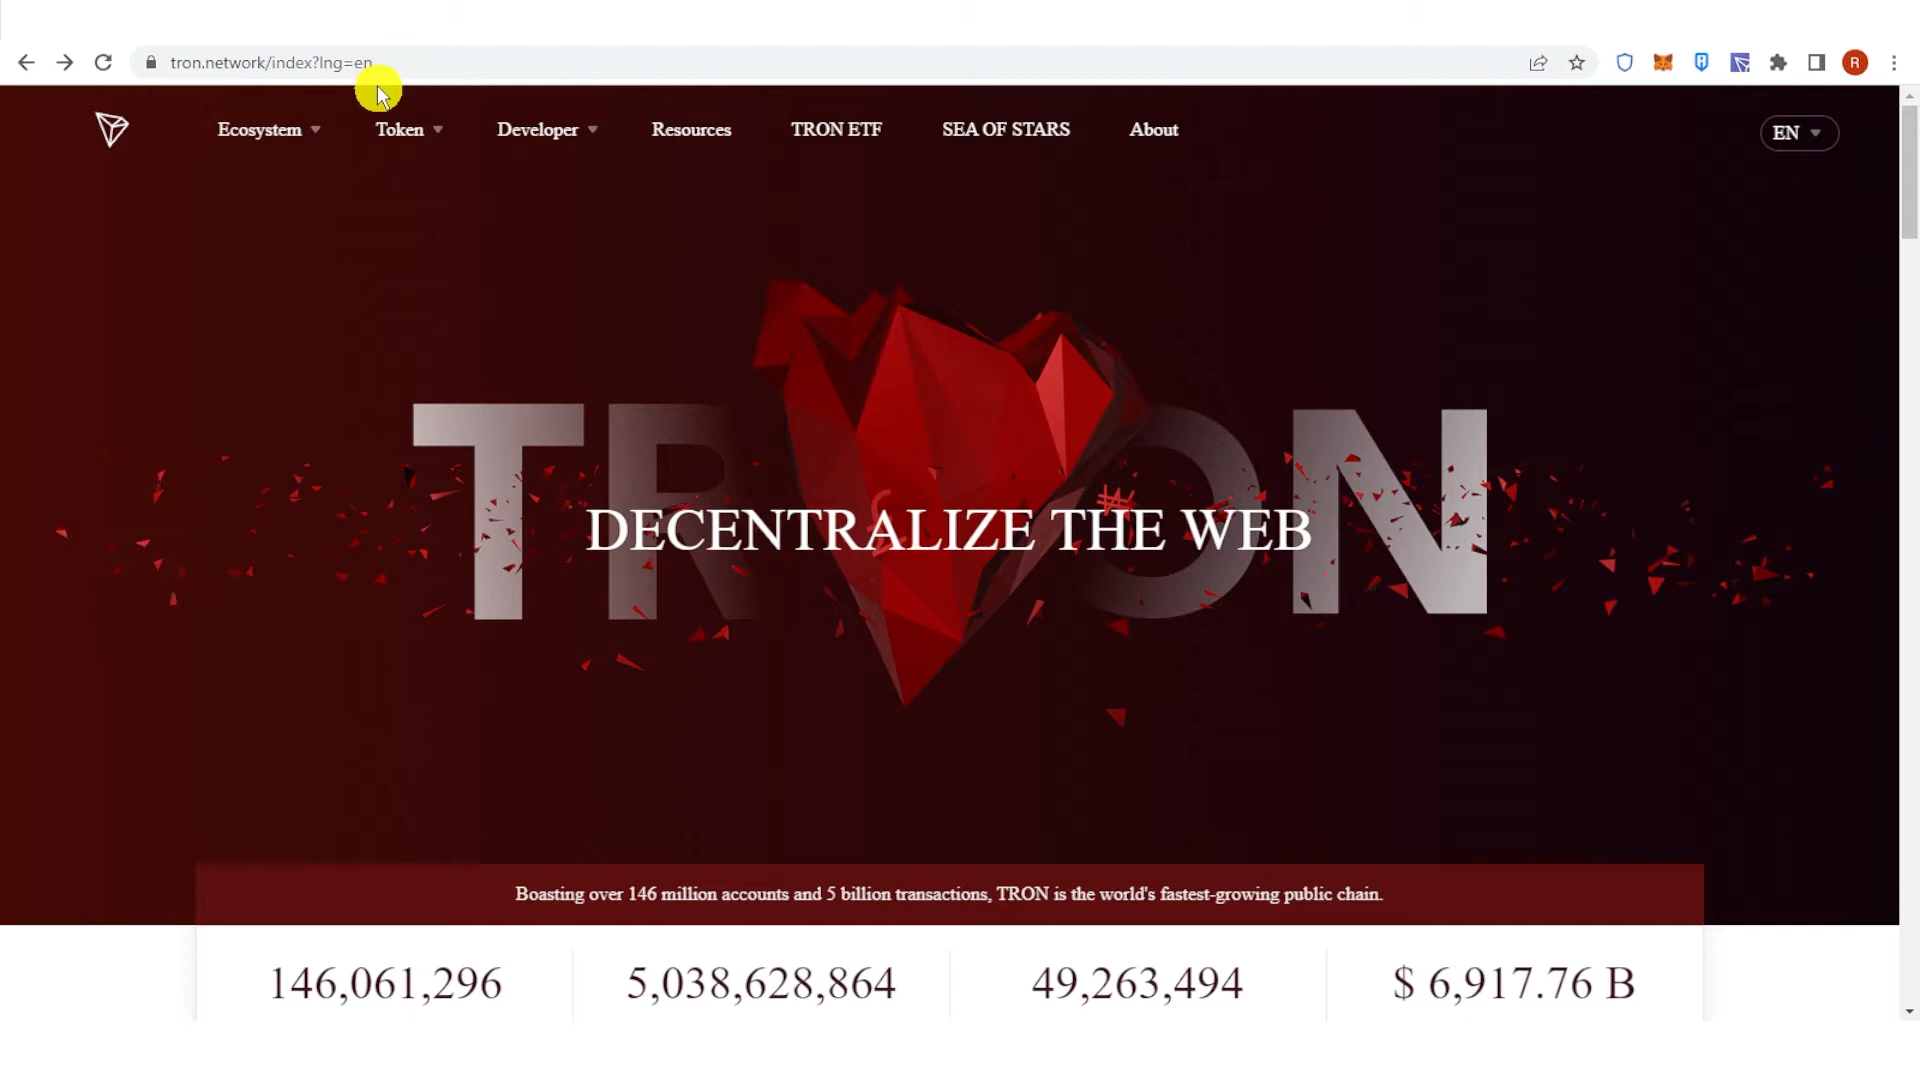 tron.network/index?lng=en
R
Ecosystem
Token
Developer
Resources
TRON ETF
SEA OF STARS
About
EN
TRON
DECENTRALIZE THE WEB
Boasting over 146 million accounts and 5 billion transactions, TRON is the world's fastest-growing public chain.
146,061,296
5,038,628,864
49,263,494
$ 6,917.76 B